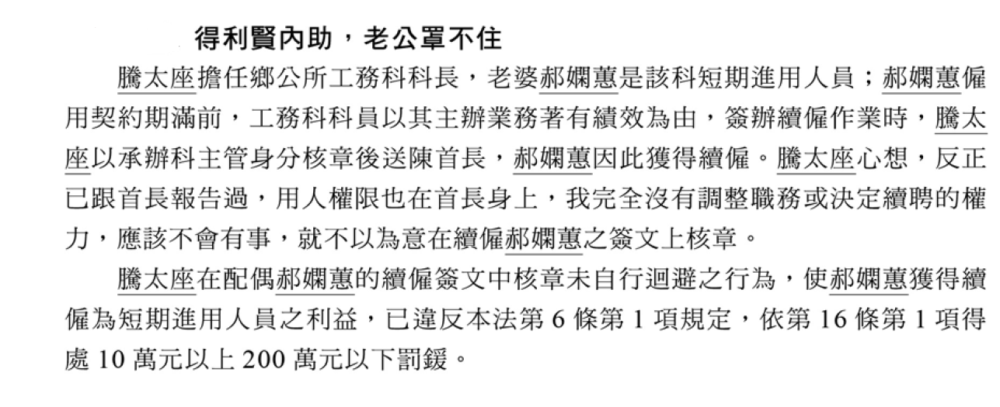 得利賢內助，老公罩不住
騰太座擔任鄉公所工務科科長，老婆郝嫻蕙是該科短期進用人員；郝嫻蕙僱
用契約期滿前，工務科科員以其主辦業務著有績效為由，簽辦續僱作業時，騰太
座以承辦科主管身分核章後送陳首長，郝嫻蕙因此獲得續僱。騰太座心想，反正
已跟首長報告過，用人權限也在首長身上，我完全沒有調整職務或決定續聘的權
力，應該不會有事，就不以為意在續僱郝嫻蕙之簽文上核章。
騰太座在配偶郝嫻蕙的續僱簽文中核章未自行迴避之行為，使郝嫻蕙獲得續
僱為短期進用人員之利益，已違反本法第 6 條第 1 項規定，依第 16 條第 1 項得
處 10 萬元以上 200 萬元以下罰鍰。